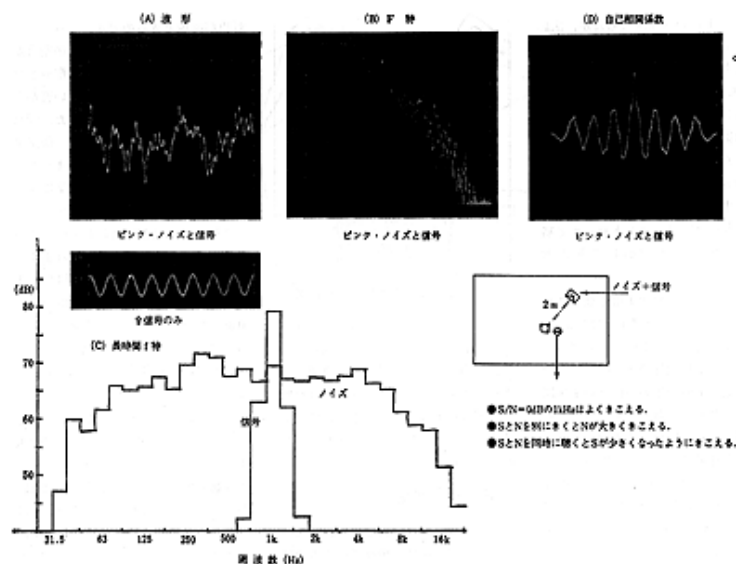 (A) 波 形
(B) F 特
(D) 自己相関係数
ピンク・ノイズと信号
ピンク・ノイズと信号
ピンク・ノイズと信号
(dB)
80
70
60
50
信号のみ
(C) 長時間 f 特
信号
ノイズ
31.5
63
125
250
500
1k
2k
4k
8k
16k
周 波 数 (Hz)
ノイズ+信号
2m
●S/N=0dBの1kHzはよくきこえる。
●SとNを別にきくとNが大きくきこえる。
●SとNを同時に聴くとSが少さくなったようにきこえる。